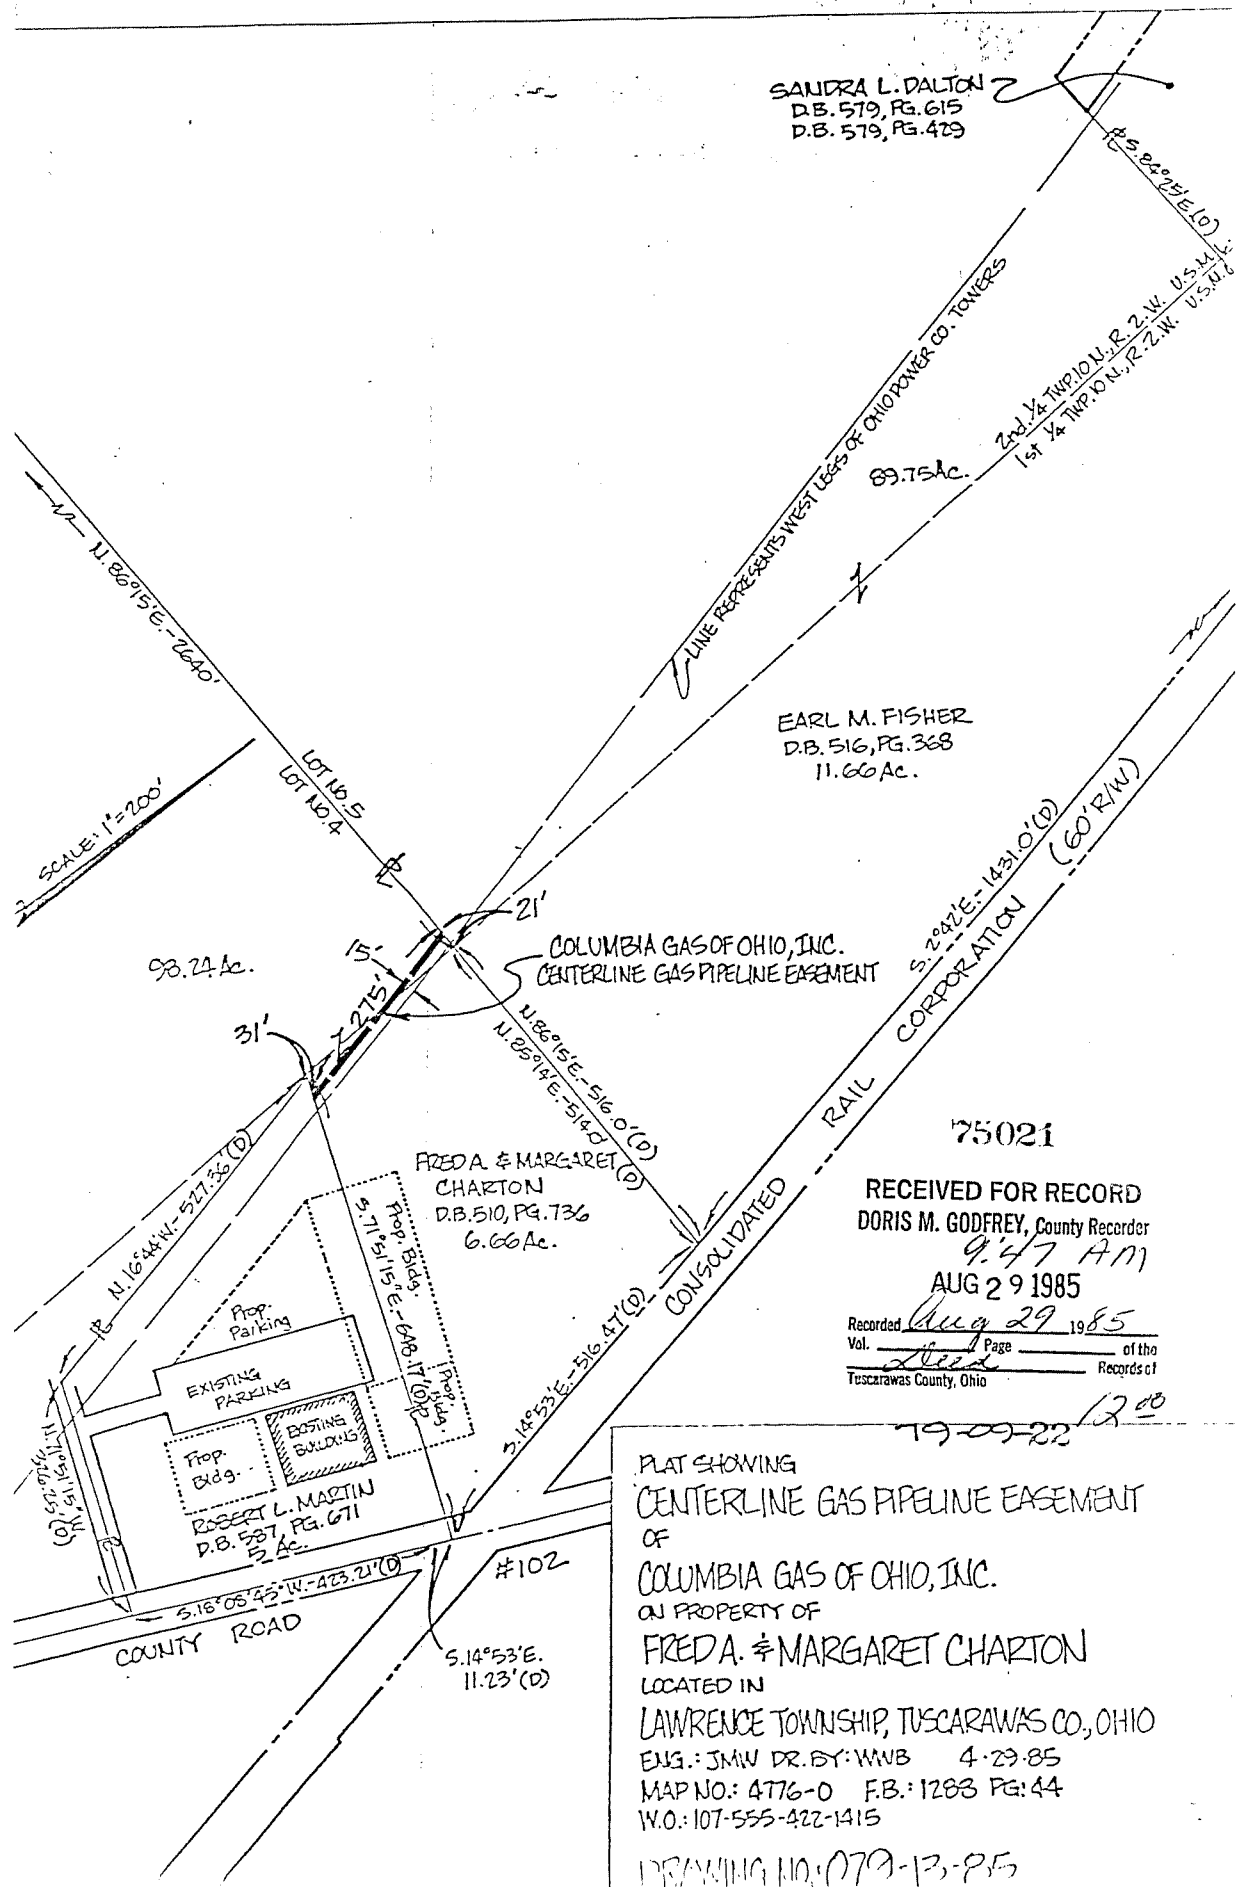 SANDRA L. DALTON
D.B. 579, PG. 615
D.B. 579, PG. 429
S. 84°25'E (D)
2nd. 1/4 TWP. 10 N., R. 2. W. U.S.M.
1st 1/4 TWP. 10 N., R. 2. W. U.S.M.
LINE REPRESENTS WEST LEGS OF OHIO POWER CO. TOWERS
89.75 Ac.
N
N. 86°15'E. - 2640'
LOT NO. 5
LOT NO. 4
SCALE: 1"=200'
EARL M. FISHER
D.B. 516, PG. 368
11.66 Ac.
S. 2°42'E. - 1431.0' (D)
CONSOLIDATED RAIL CORPORATION (60' R/W)
21'
15'
COLUMBIA GAS OF OHIO, INC.
CENTERLINE GAS PIPELINE EASEMENT
98.24 Ac.
275'
31'
N. 86°15'E. - 516.0' (D)
N. 85°14'E. - 514.0' (D)
N. 16°44'W. - 527.36' (D)
FRED A. & MARGARET
CHARTON
D.B. 510, PG. 736
6.66 Ac.
Prop. Bldg.
S. 71°51'15"E. - 648.17' (D)
Prop.
Parking
EXISTING
PARKING
EXISTING
BUILDING
Prop.
Bldg.
Prop.
Bldg.
ROBERT L. MARTIN
D.B. 587, PG. 671
5 Ac.
N. 71°51'15"W.
526.25' (D)
S. 14°53'E. - 516.47' (D)
S. 18°08'45"W. - 423.21' (D)
COUNTY ROAD
#102
S. 14°53'E.
11.23' (D)
75021
RECEIVED FOR RECORD
DORIS M. GODFREY, County Recorder
9:47 AM
AUG 29 1985
Recorded Aug 29 1985
Vol. Page of the
Deed Records of
Tuscarawas County, Ohio
12.00
79-09-22
PLAT SHOWING
CENTERLINE GAS PIPELINE EASEMENT
OF
COLUMBIA GAS OF OHIO, INC.
ON PROPERTY OF
FRED A. & MARGARET CHARTON
LOCATED IN
LAWRENCE TOWNSHIP, TUSCARAWAS CO., OHIO
ENG.: JMW DR. BY: WWB 4-29-85
MAP NO.: 4776-0 F.B.: 1283 PG: 44
W.O.: 107-555-422-1415
DRAWING NO: 079-13-85